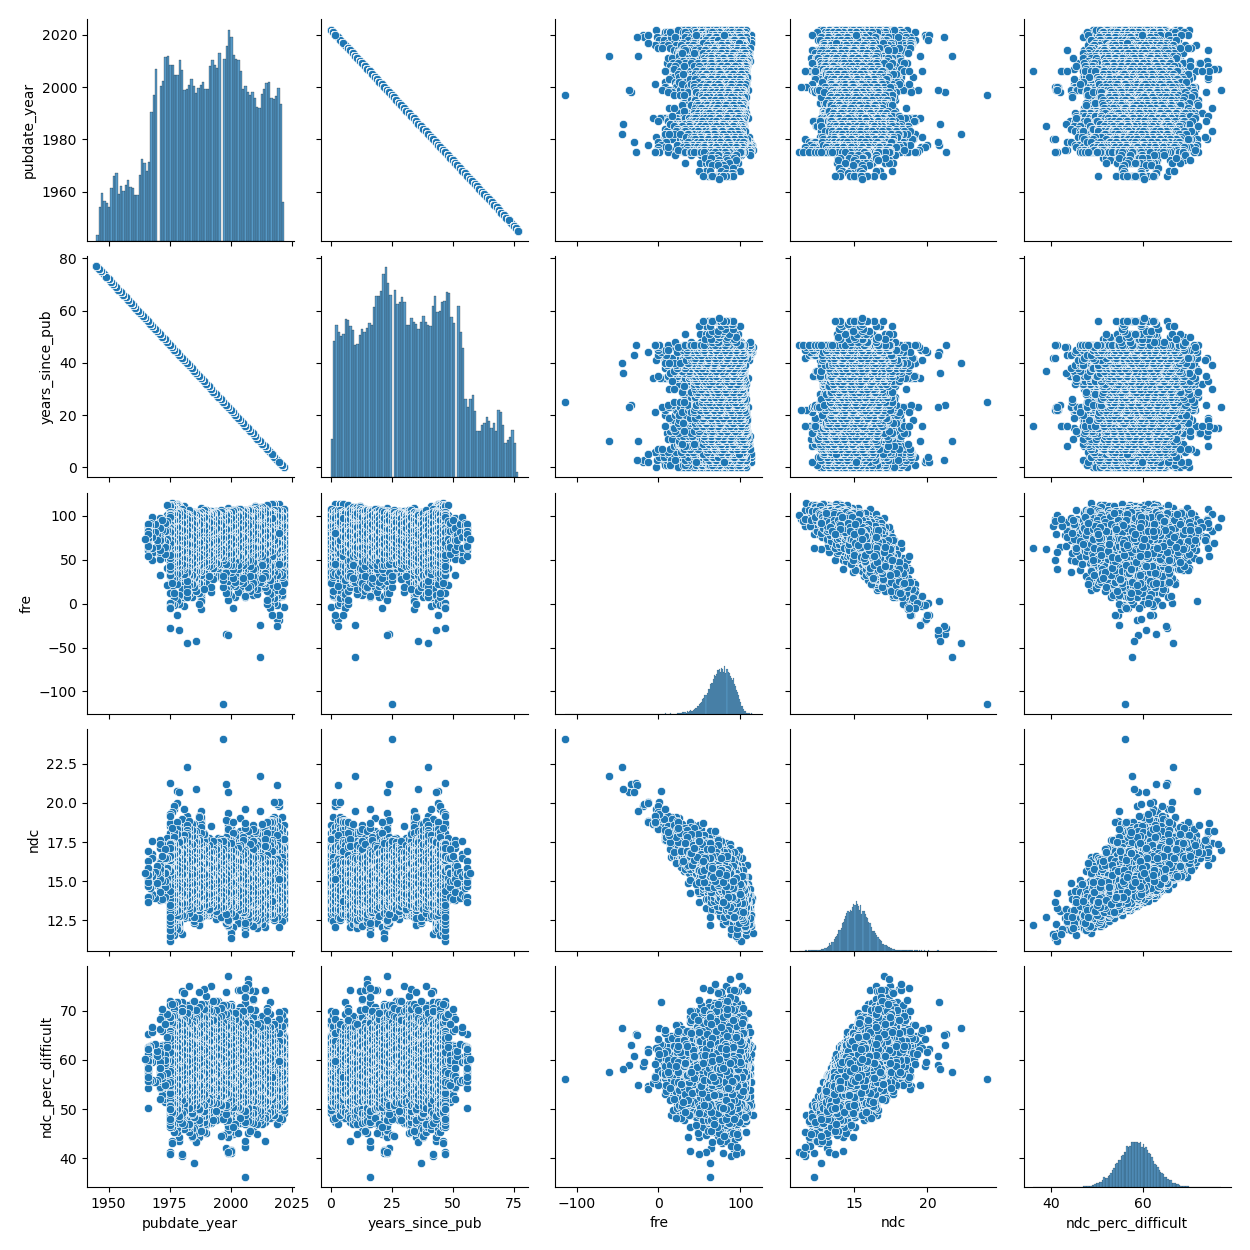 2020
2000
1980
1960
pubdate_year
80
60
40
20
0
years_since_pub
100
50
0
−50
−100
fre
22.5
20.0
17.5
15.0
12.5
ndc
70
60
50
40
ndc_perc_difficult
1950 1975 2000 2025
pubdate_year
0 25 50 75
years_since_pub
−100 0 100
fre
15 20
ndc
40 60
ndc_perc_difficult